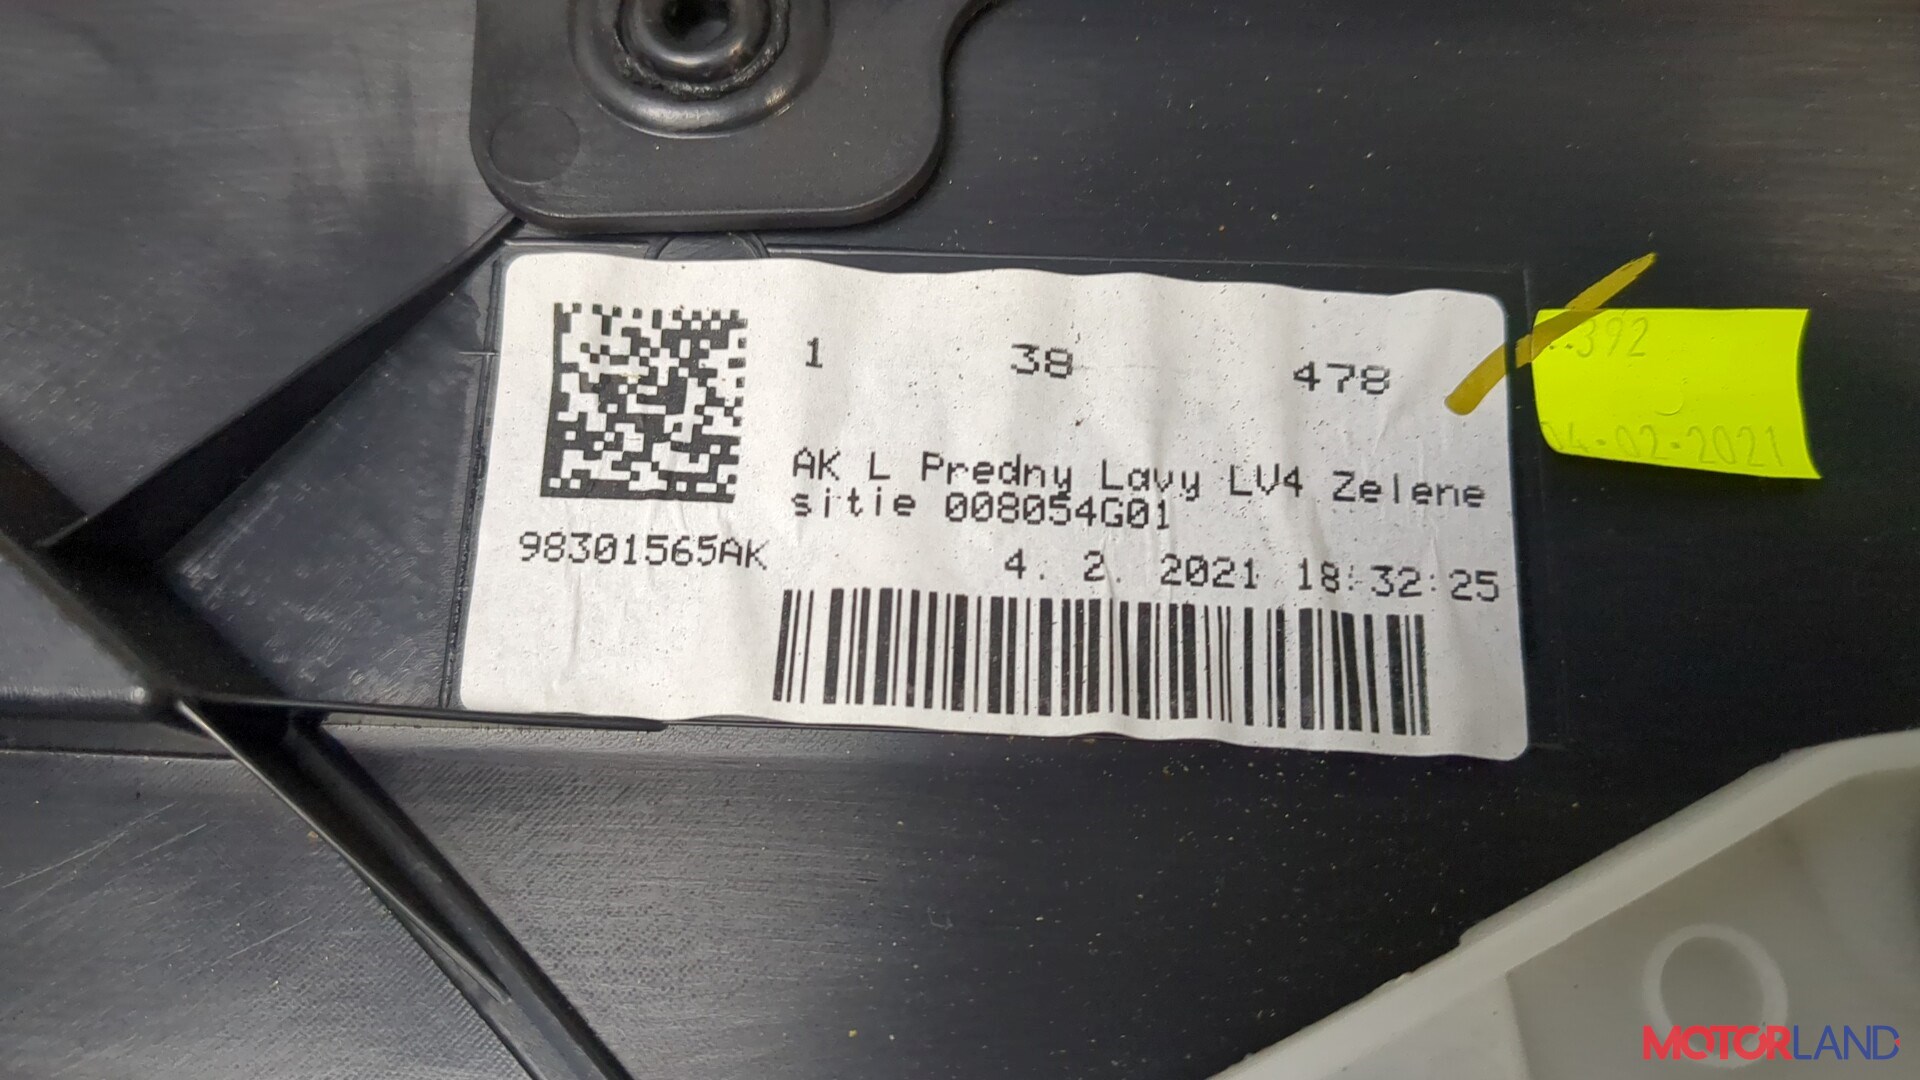 1 38 478
AK L Predny Lavy LV4 Zelene
sitie 008054G01
98301565AK
4. 2. 2021 18:32:25
392
04-02-2021
MOTORLAND